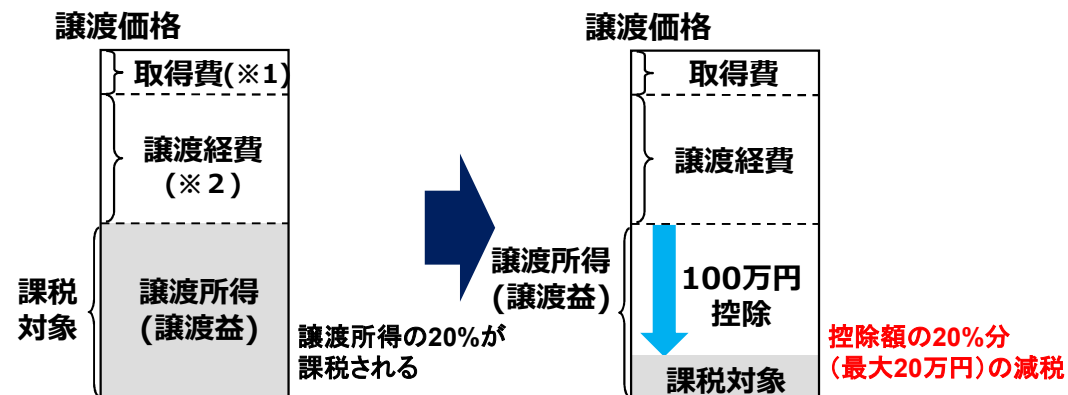 譲渡価格
取得費(※1)
譲渡経費
(※２)
課税
対象
譲渡所得
(譲渡益)
譲渡所得の20%が
課税される
譲渡価格
取得費
譲渡経費
譲渡所得
(譲渡益)
100万円
控除
課税対象
控除額の20%分
（最大20万円）の減税